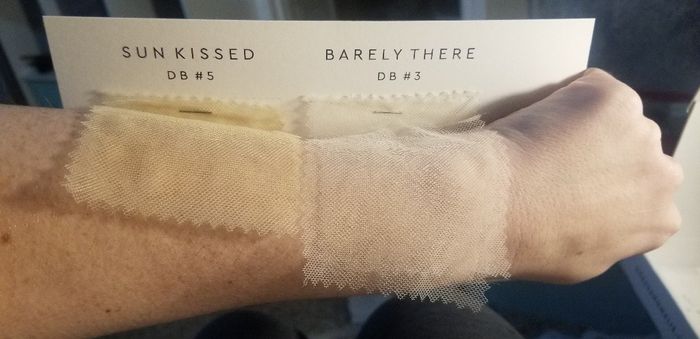 SUN KISSED
DB #5
BARELY THERE
DB #3